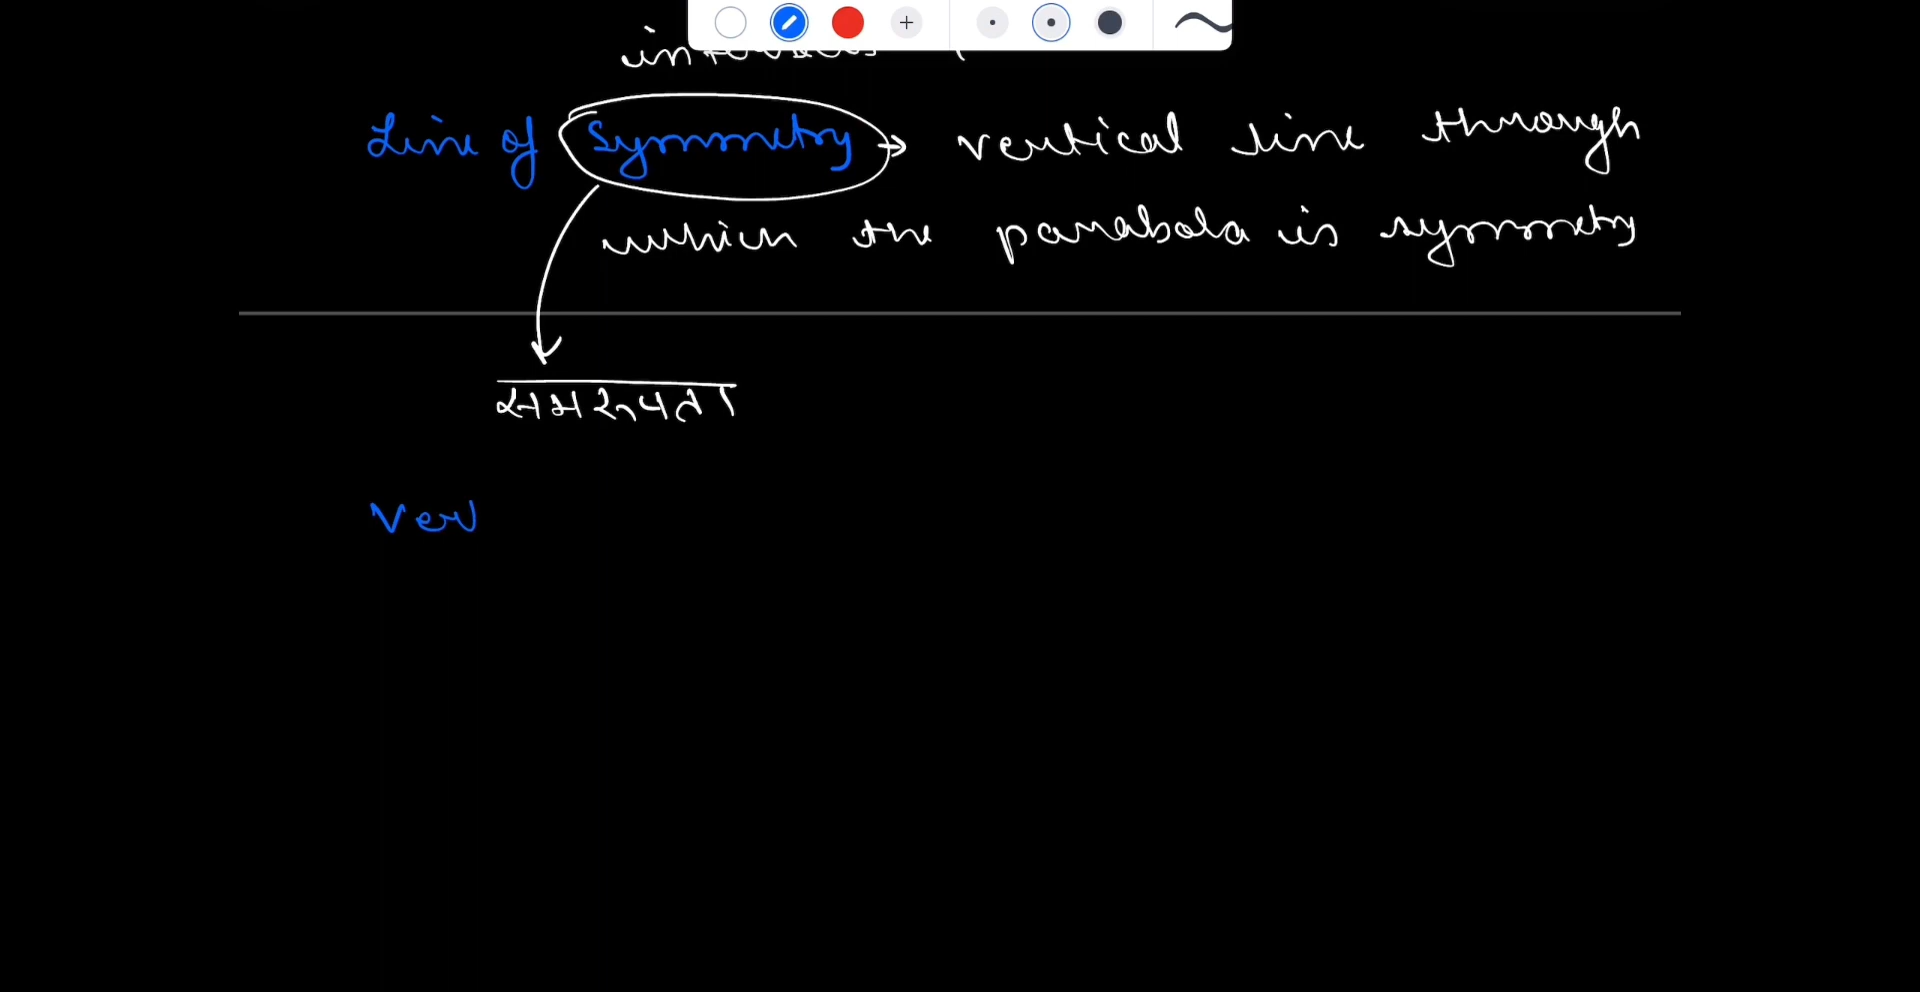 Line of Symmetry → vertical line through
which the parabola is symmetry
समरूपता
Ver